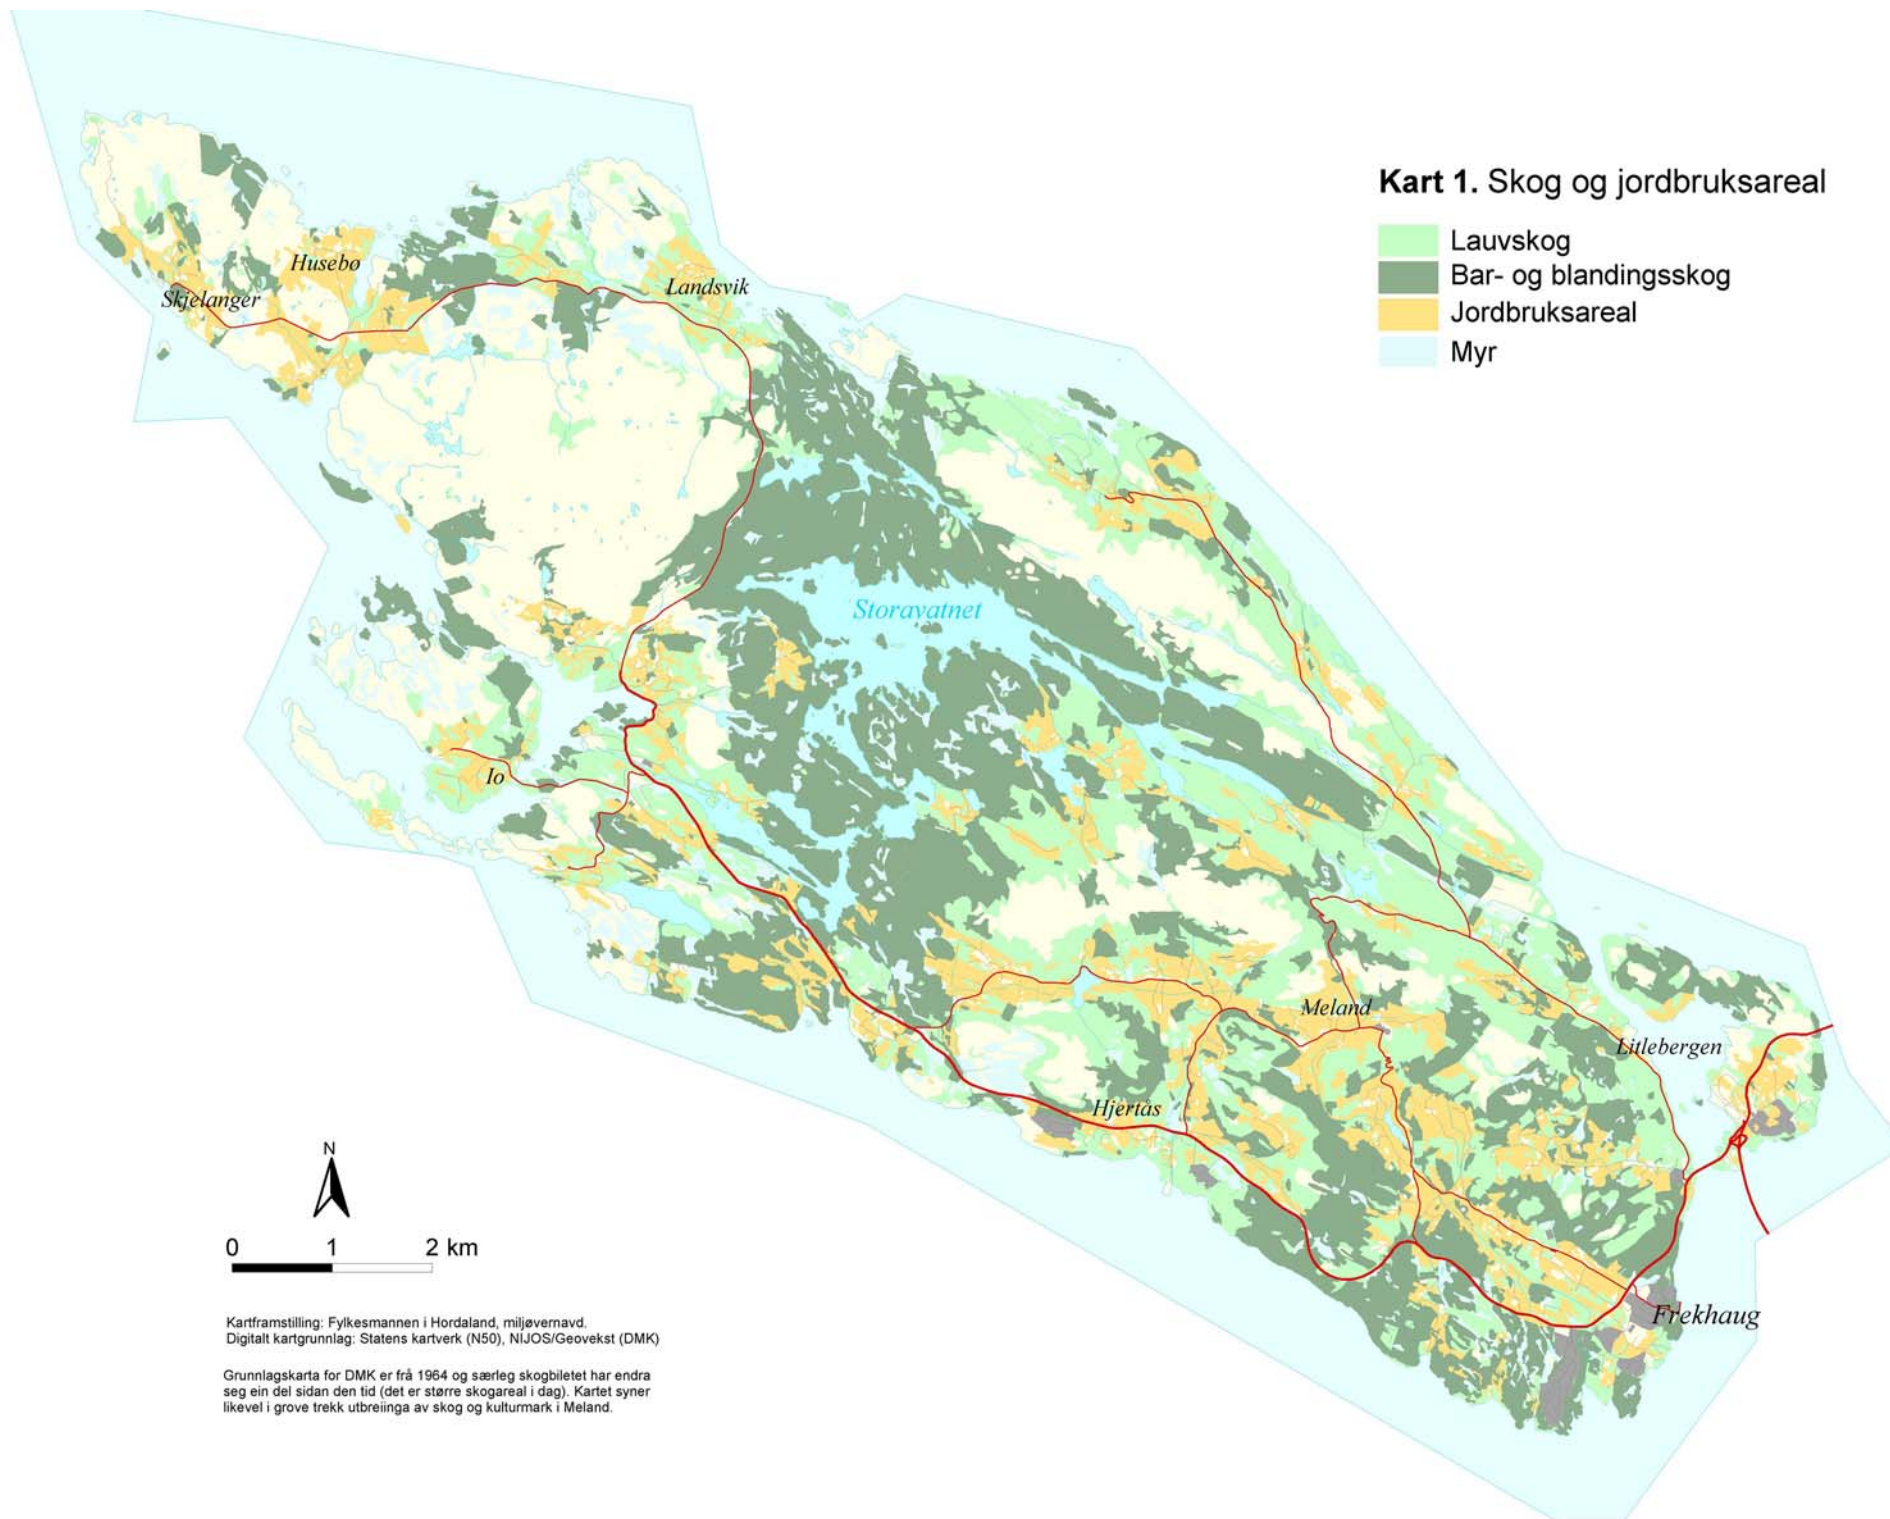 Kart 1. Skog og jordbruksareal
Lauvskog
Bar- og blandingsskog
Jordbruksareal
Myr
Husebø
Skjelanger
Landsvik
Storavatnet
Io
Meland
Litlebergen
Hjertås
Frekhaug
N
0 1 2 km
Kartframstilling: Fylkesmannen i Hordaland, miljøvernavd.
Digitalt kartgrunnlag: Statens kartverk (N50), NIJOS/Geovekst (DMK)
Grunnlagskarta for DMK er frå 1964 og særleg skogbiletet har endra
seg ein del sidan den tid (det er større skogareal i dag). Kartet syner
likevel i grove trekk utbreiinga av skog og kulturmark i Meland.